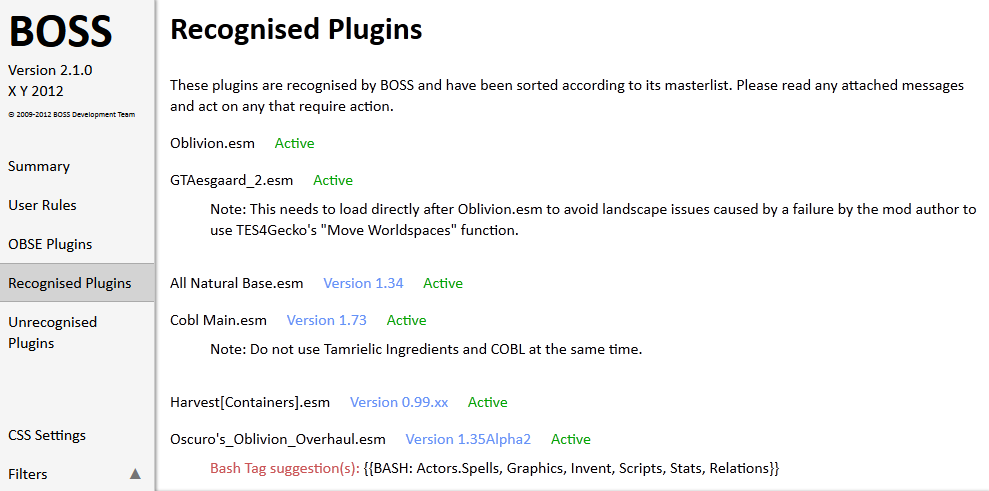 BOSS
Version 2.1.0
X Y 2012
© 2009-2012 BOSS Development Team
Summary
User Rules
OBSE Plugins
Recognised Plugins
Unrecognised
Plugins
CSS Settings
Filters ▲
Recognised Plugins
These plugins are recognised by BOSS and have been sorted according to its masterlist. Please read any attached messages
and act on any that require action.
Oblivion.esm Active
GTAesgaard_2.esm Active
Note: This needs to load directly after Oblivion.esm to avoid landscape issues caused by a failure by the mod author to
use TES4Gecko's "Move Worldspaces" function.
All Natural Base.esm Version 1.34 Active
Cobl Main.esm Version 1.73 Active
Note: Do not use Tamrielic Ingredients and COBL at the same time.
Harvest[Containers].esm Version 0.99.xx Active
Oscuro's_Oblivion_Overhaul.esm Version 1.35Alpha2 Active
Bash Tag suggestion(s): {{BASH: Actors.Spells, Graphics, Invent, Scripts, Stats, Relations}}